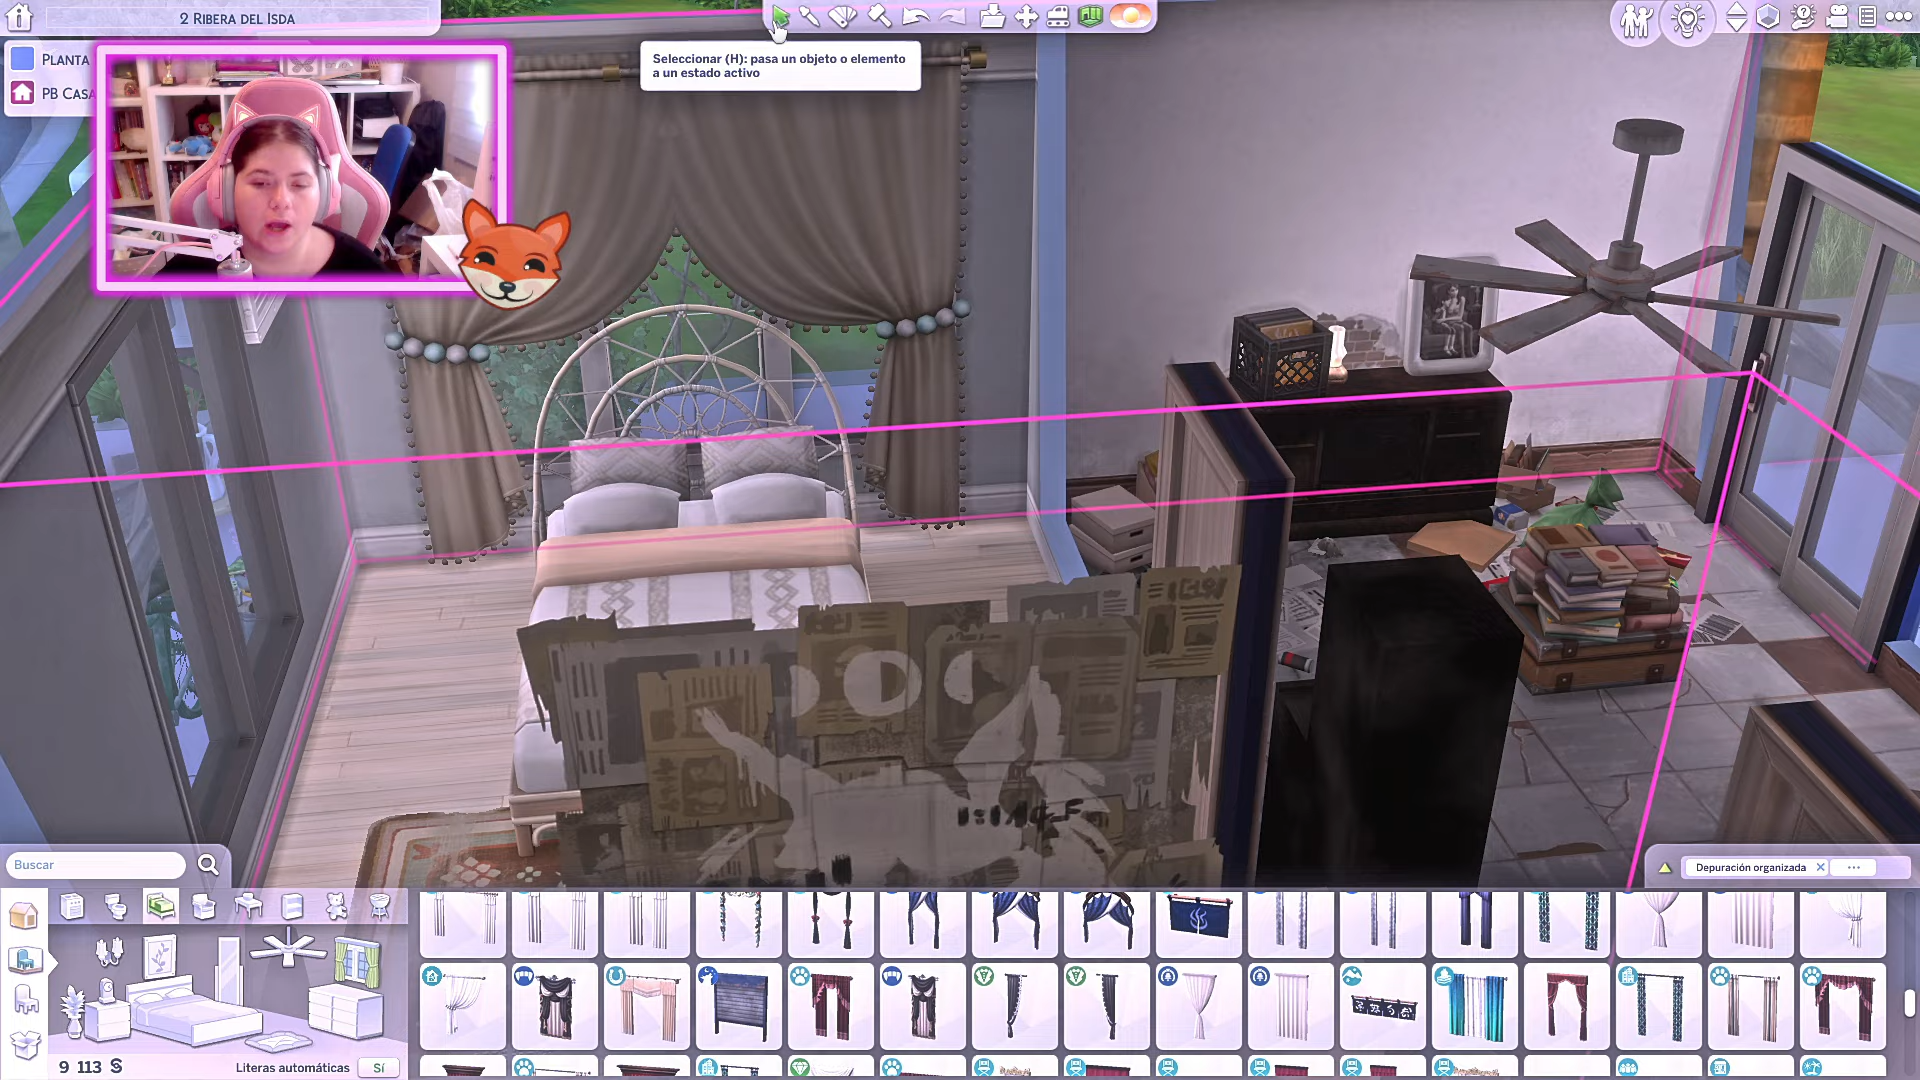 2 Ribera del Isda
Planta
PB Casa
Seleccionar (H): pasa un objeto o elemento
a un estado activo
Buscar
Depuración organizada
9 113 §
Literas automáticas
Sí